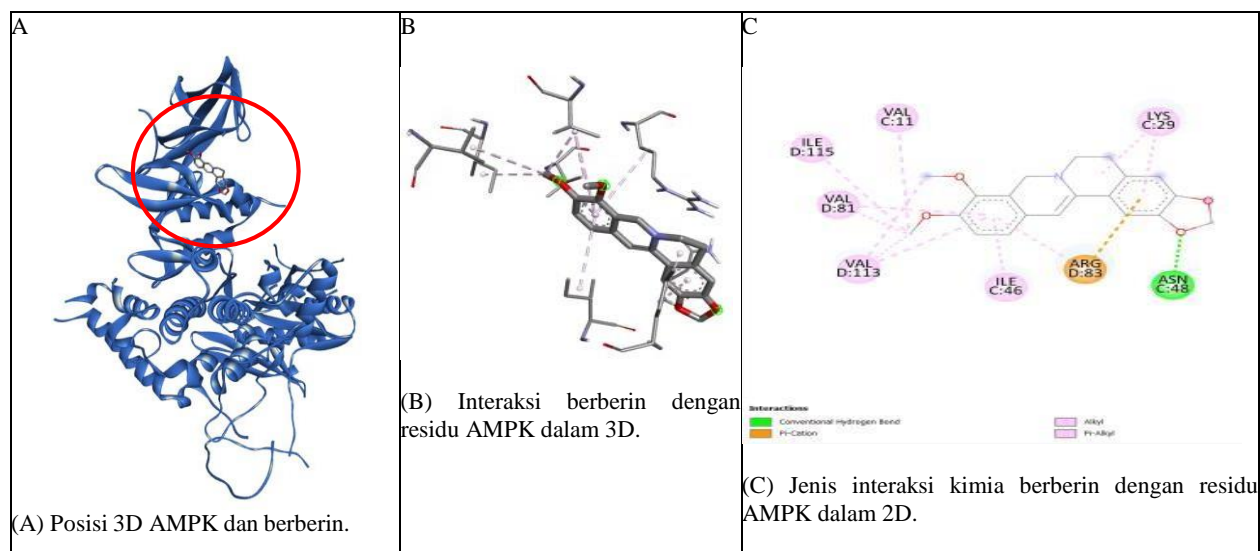 A
(A) Posisi 3D AMPK dan berberin.
B
(B) Interaksi berberin dengan
residu AMPK dalam 3D.
C
VAL
C:11
LYS
C:29
ILE
D:115
VAL
D:81
VAL
D:113
ILE
C:46
ARG
D:83
ASN
C:48
Interactions
Conventional Hydrogen Bond
Pi-Cation
Alkyl
Pi-Alkyl
(C) Jenis interaksi kimia berberin dengan residu
AMPK dalam 2D.